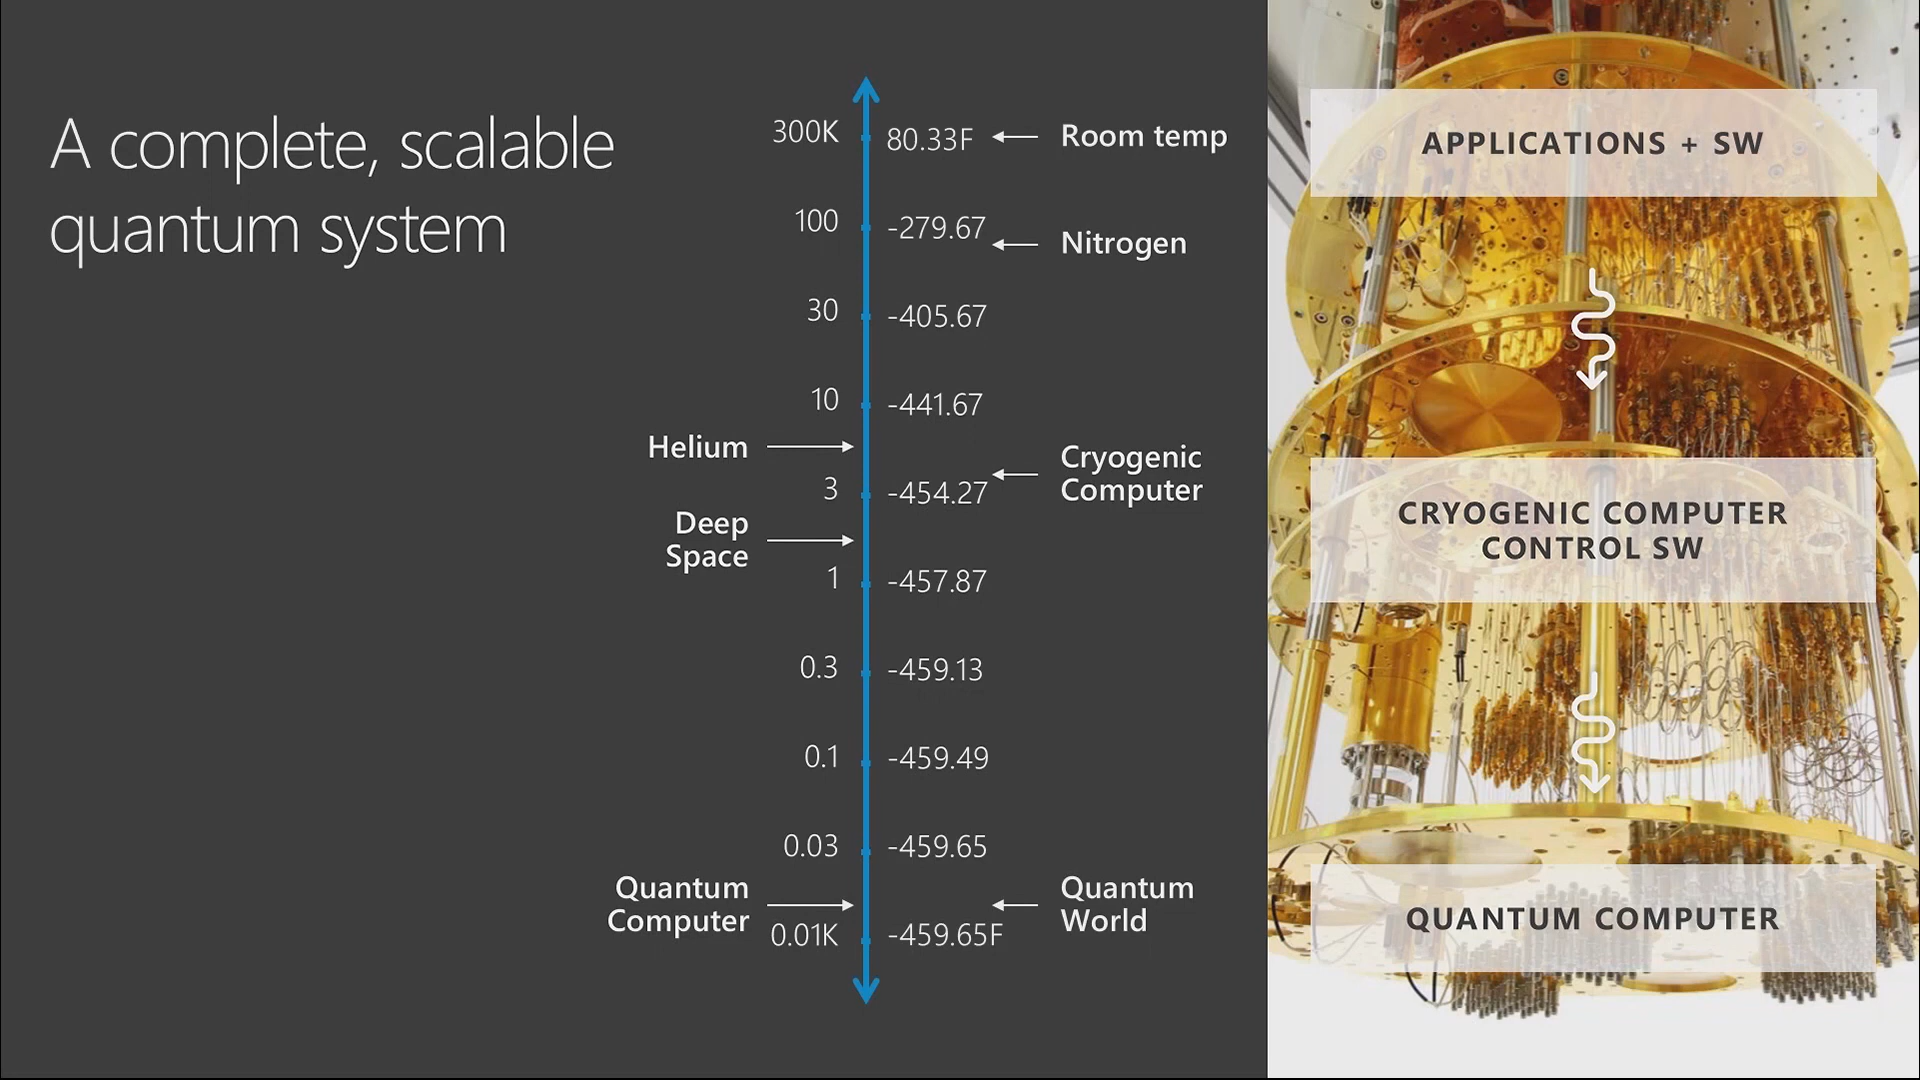 A complete, scalable
quantum system
300K 80.33F Room temp
100 -279.67 Nitrogen
30 -405.67
10 -441.67
Helium
Cryogenic
Computer
3 -454.27
Deep
Space
1 -457.87
0.3 -459.13
0.1 -459.49
0.03 -459.65
Quantum
Computer
Quantum
World
0.01K -459.65F
APPLICATIONS + SW
CRYOGENIC COMPUTER
CONTROL SW
QUANTUM COMPUTER